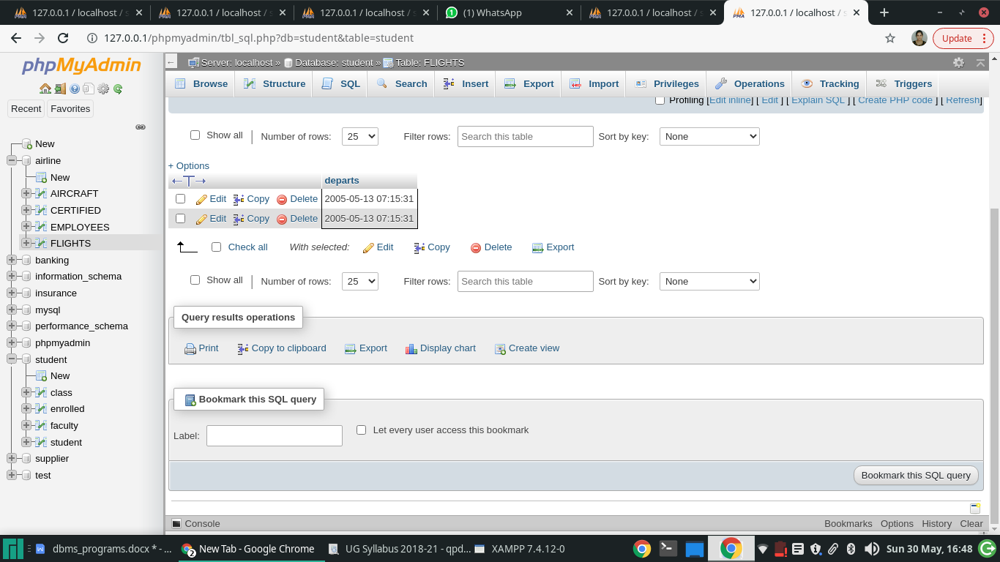 127.0.0.1 / localhost / s
127.0.0.1 / localhost / s
127.0.0.1 / localhost / s
(1) WhatsApp
127.0.0.1 / localhost / s
127.0.0.1 / localhost / s
127.0.0.1/phpmyadmin/tbl_sql.php?db=student&table=student
Update
phpMyAdmin
Recent Favorites
New
airline
New
AIRCRAFT
CERTIFIED
EMPLOYEES
FLIGHTS
banking
information_schema
insurance
mysql
performance_schema
phpmyadmin
student
New
class
enrolled
faculty
student
supplier
test
Server: localhost » Database: student » Table: FLIGHTS
Browse Structure SQL Search Insert Export Import Privileges Operations Tracking Triggers
Profiling [Edit inline] [ Edit ] [ Explain SQL ] [ Create PHP code ] [ Refresh]
Show all | Number of rows: 25 Filter rows: Search this table Sort by key: None
+ Options
←T→ departs
Edit Copy Delete 2005-05-13 07:15:31
Edit Copy Delete 2005-05-13 07:15:31
Check all With selected: Edit Copy Delete Export
Show all | Number of rows: 25 Filter rows: Search this table Sort by key: None
Query results operations
Print Copy to clipboard Export Display chart Create view
Bookmark this SQL query
Label: Let every user access this bookmark
Bookmark this SQL query
Console Bookmarks Options History Clear
dbms_programs.docx * - ... 2 New Tab - Google Chrome UG Syllabus 2018-21 - qpd... XAMPP 7.4.12-0 Sun 30 May, 16:48